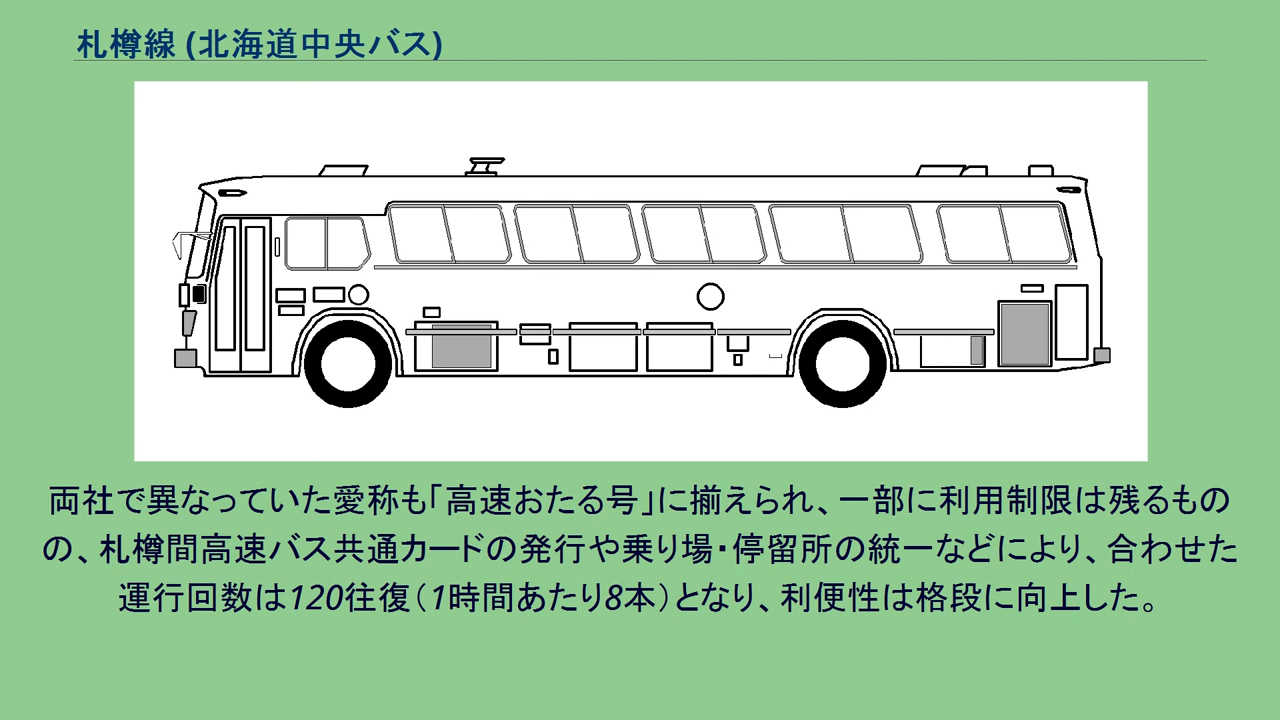 札樽線 (北海道中央バス)
両社で異なっていた愛称も｢高速おたる号｣に揃えられ、一部に利用制限は残るもの
の、札樽間高速バス共通カードの発行や乗り場･停留所の統一などにより、合わせた
運行回数は120往復（1時間あたり8本）となり、利便性は格段に向上した。